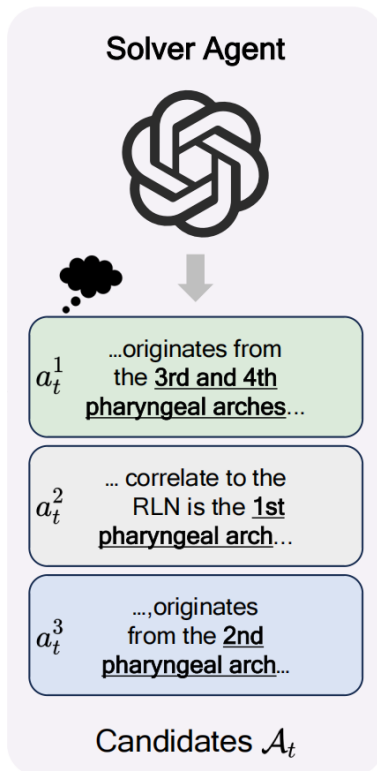 Solver Agent
a_t^1
...originates from
the 3rd and 4th
pharyngeal arches...
a_t^2
... correlate to the
RLN is the 1st
pharyngeal arch...
a_t^3
...,originates
from the 2nd
pharyngeal arch...
Candidates 𝒜_t